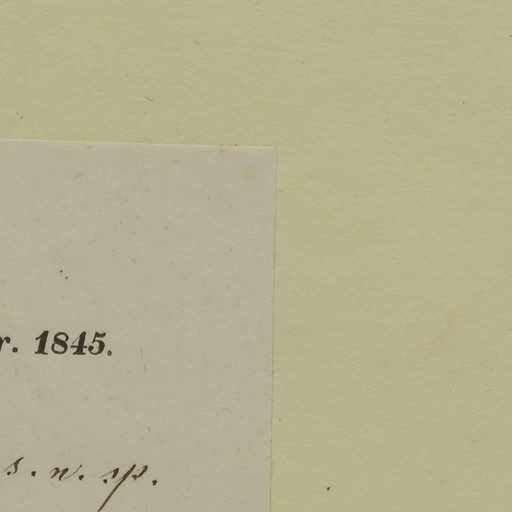 r. 1845.
s. n. sp.